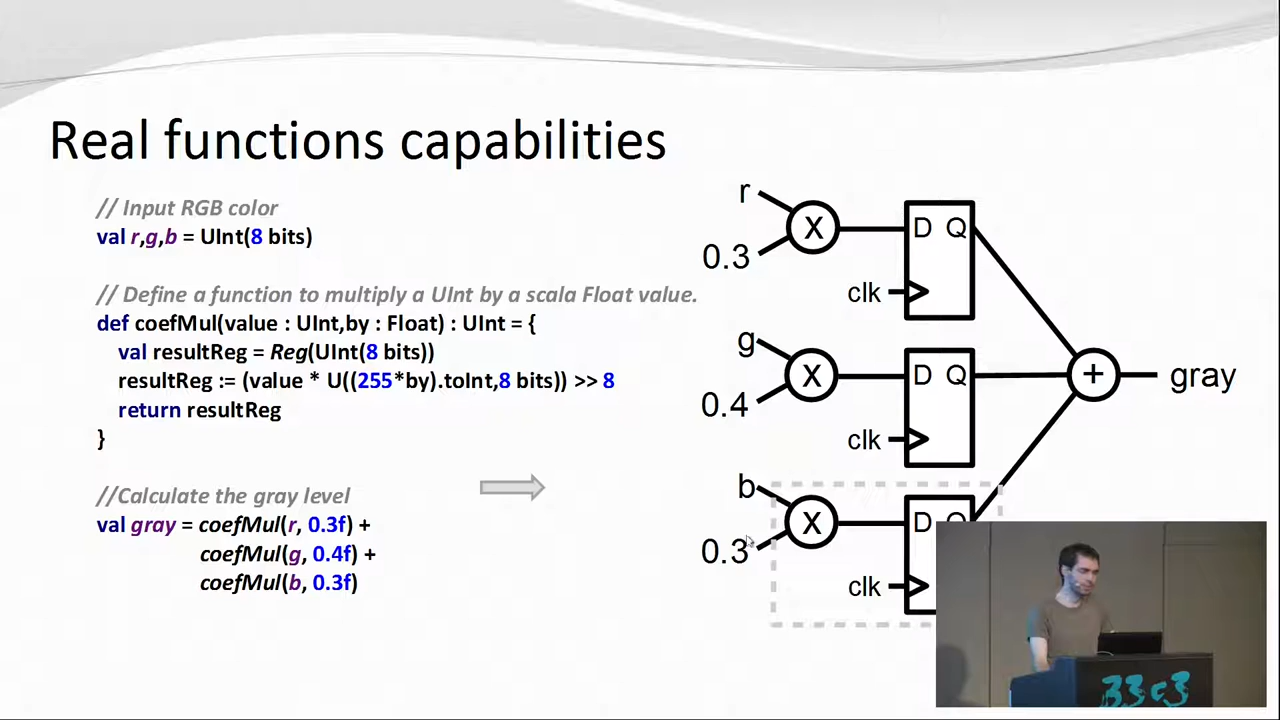 Real functions capabilities
// Input RGB color
val r,g,b = UInt(8 bits)
// Define a function to multiply a UInt by a scala Float value.
def coefMul(value : UInt,by : Float) : UInt = {
val resultReg = Reg(UInt(8 bits))
resultReg := (value * U((255*by).toInt,8 bits)) >> 8
return resultReg
}
//Calculate the gray level
val gray = coefMul(r, 0.3f) +
coefMul(g, 0.4f) +
coefMul(b, 0.3f)
r
0.3
X
D Q
clk
g
0.4
X
D Q
clk
b
0.3
X
D Q
clk
+
gray
33c3